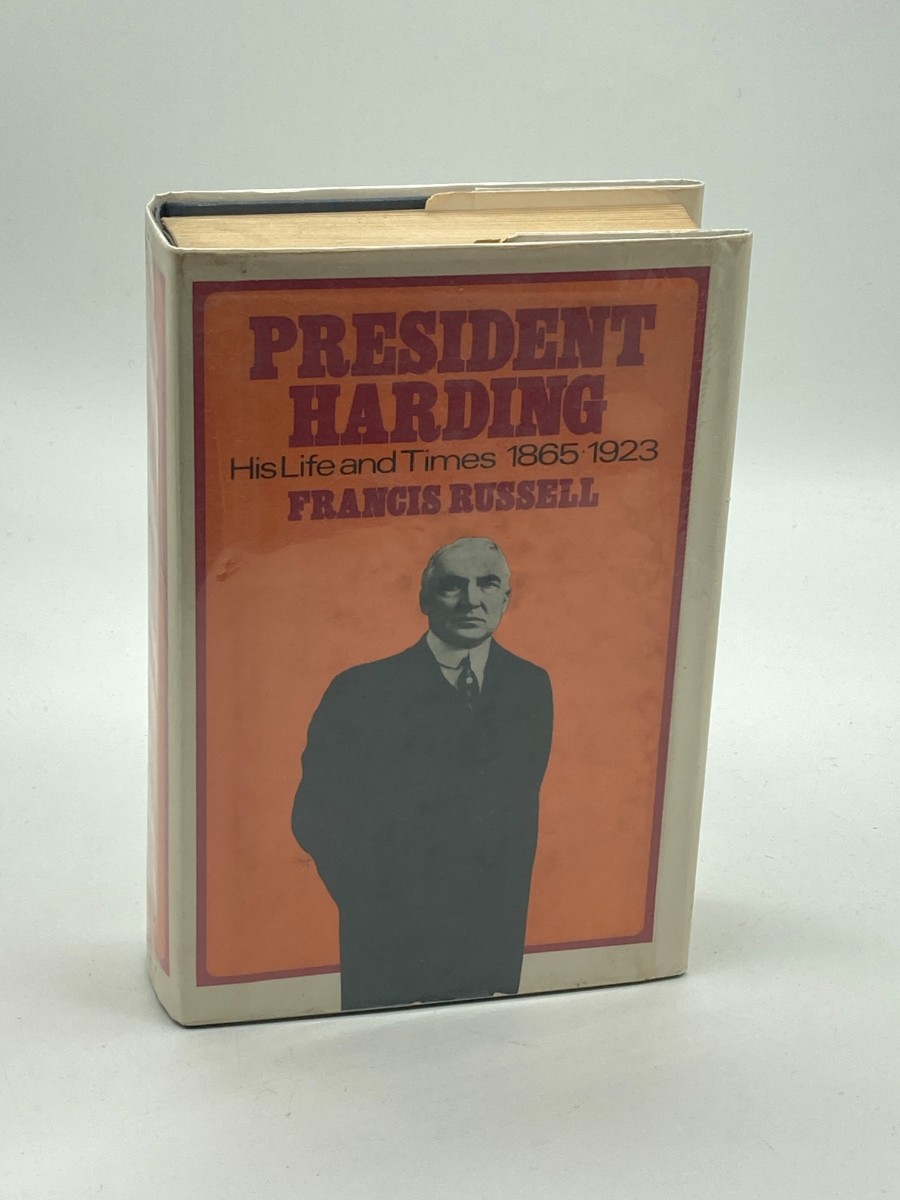 PRESIDENT
HARDING
His Life and Times 1865·1923
FRANCIS RUSSELL